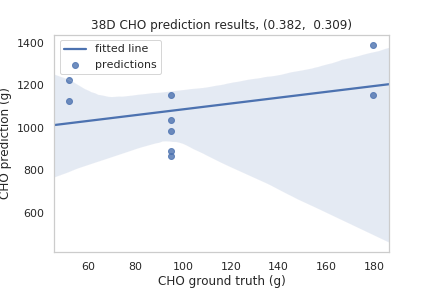 38D CHO prediction results, (0.382,  0.309)
fitted line
predictions
1400
1200
1000
800
600
CHO prediction (g)
60 80 100 120 140 160 180
CHO ground truth (g)